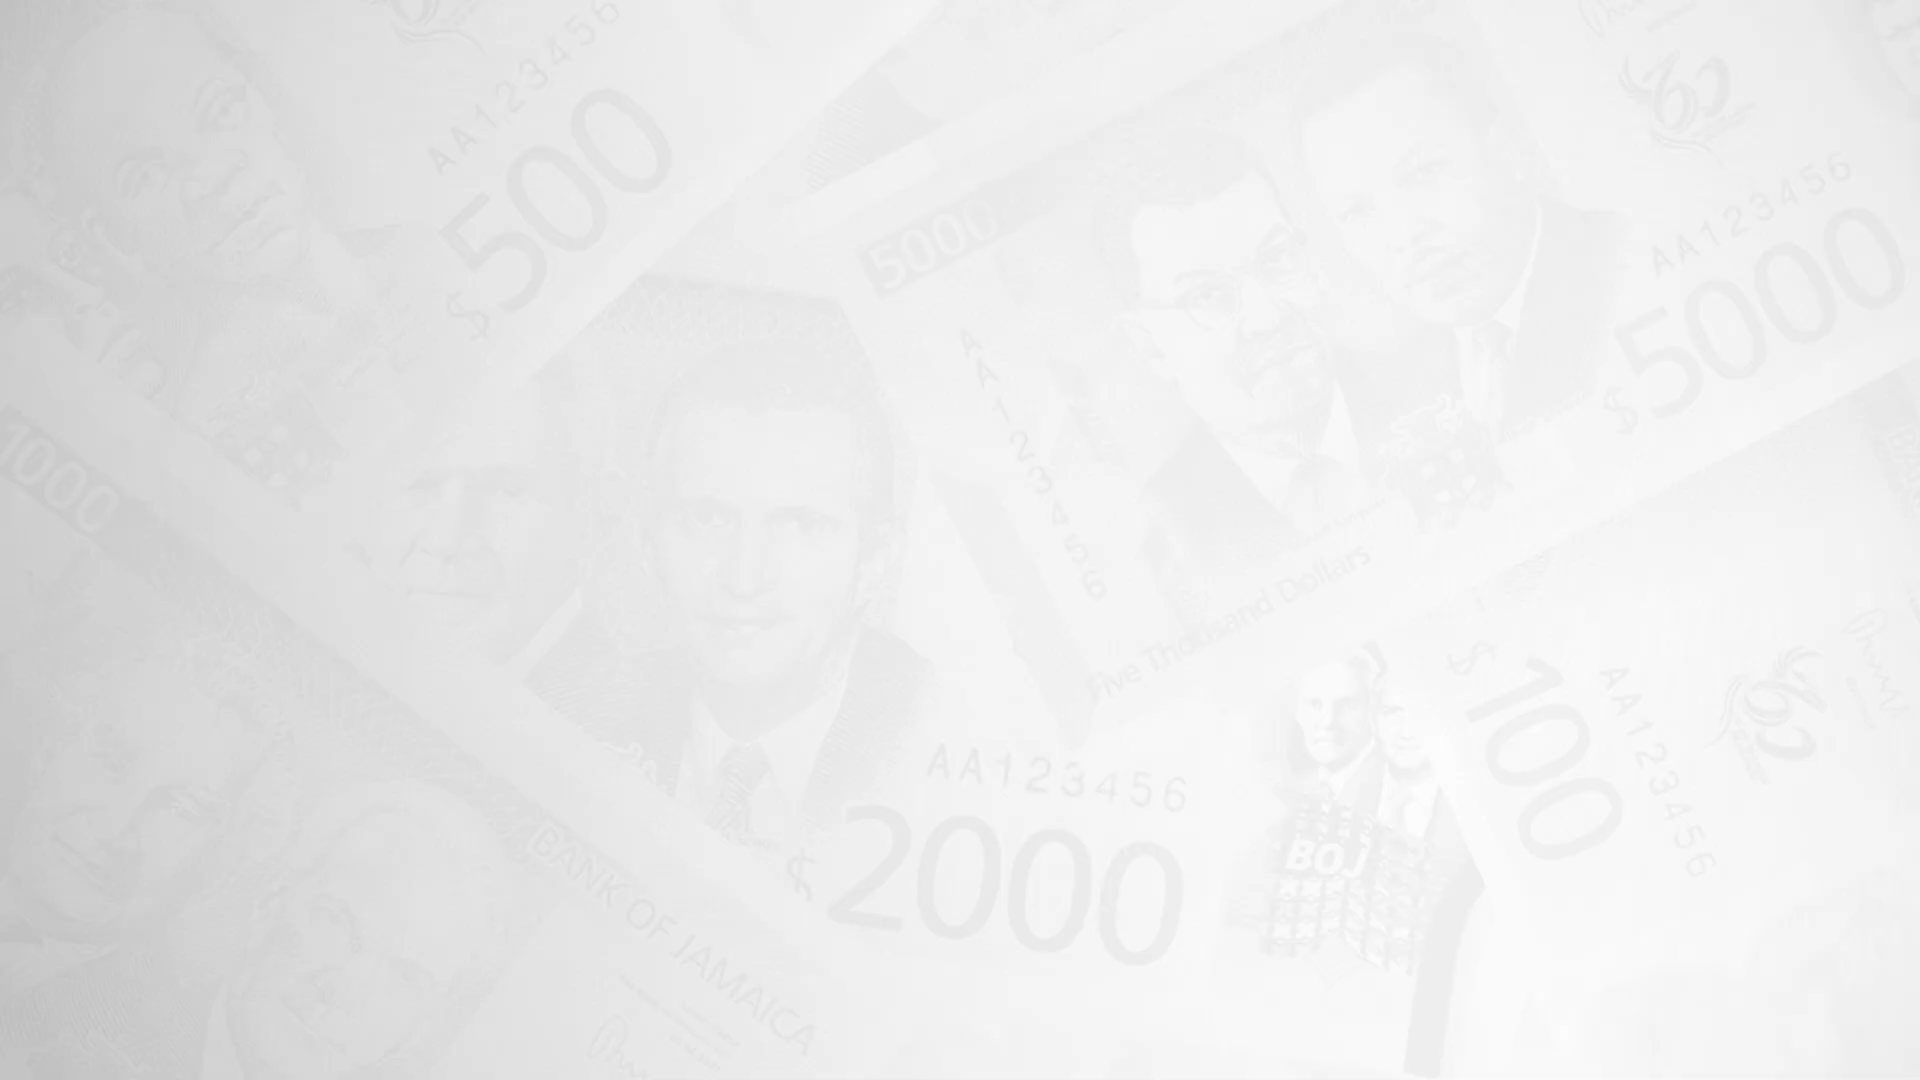 AA123456
$500
5000
AA123456
AA123456
$5000
Five Thousand Dollars
1000
BANK OF JAMAICA
AA123456
$2000
BOJ
$100
AA123456